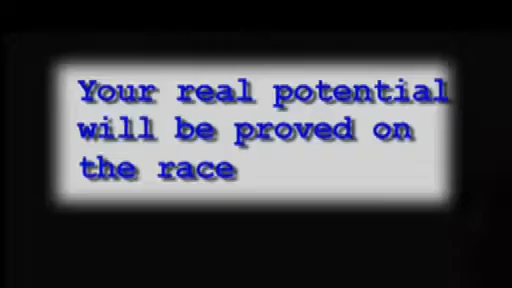 Your real potential
will be proved on
the race